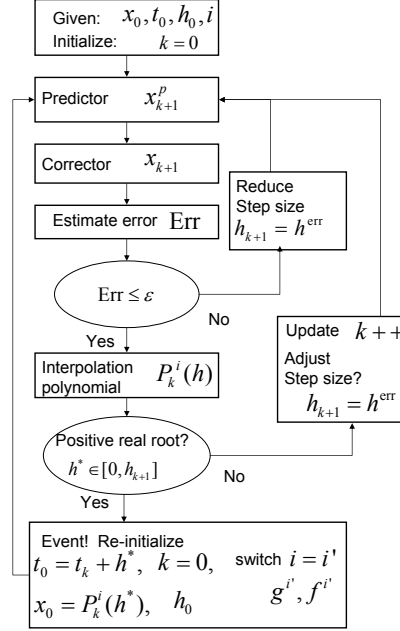 Given: x_0, t_0, h_0, i
Initialize: k = 0
Predictor x^p_{k+1}
Corrector x_{k+1}
Estimate error Err
Reduce
Step size
h_{k+1} = h^{err}
Err ≤ ε
No
Yes
Interpolation
polynomial P^i_k(h)
Update k++
Adjust
Step size?
h_{k+1} = h^{err}
Positive real root?
h^* ∈ [0, h_{k+1}]
No
Yes
Event! Re-initialize
t_0 = t_k + h^*, k = 0, switch i = i'
x_0 = P^i_k(h^*), h_0 g^{i'}, f^{i'}